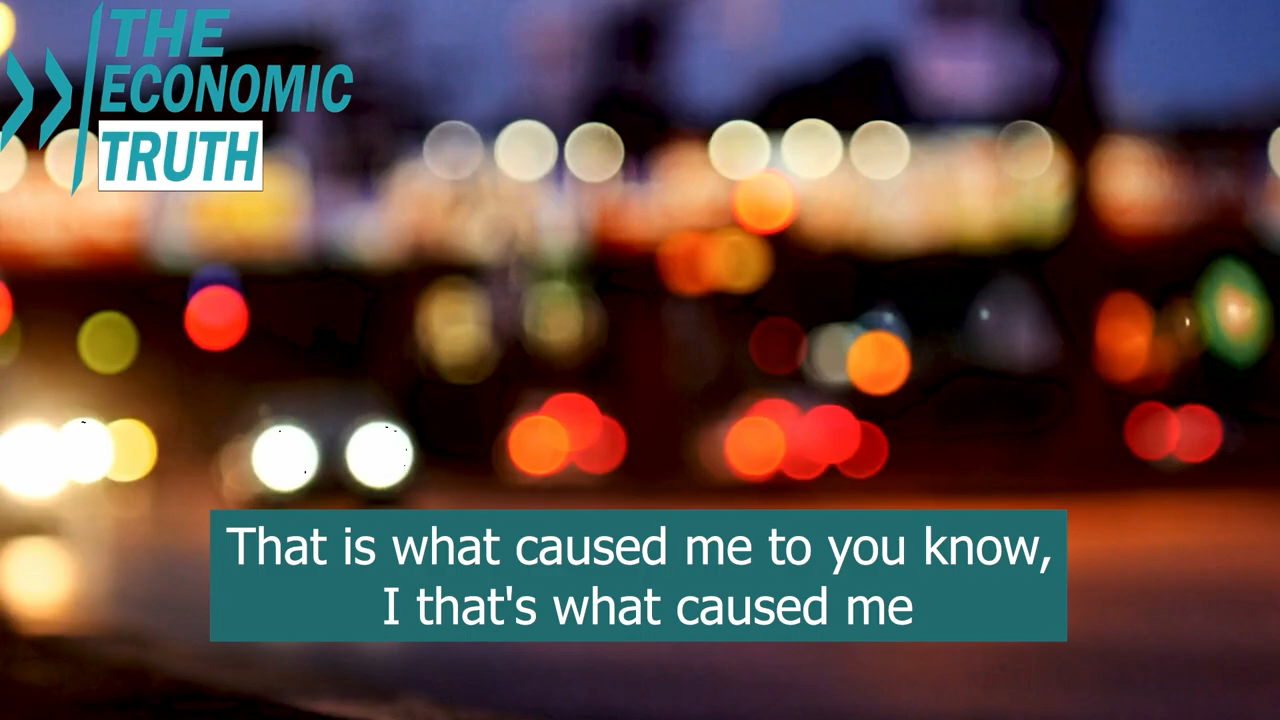 THE
ECONOMIC
TRUTH
That is what caused me to you know,
I that's what caused me